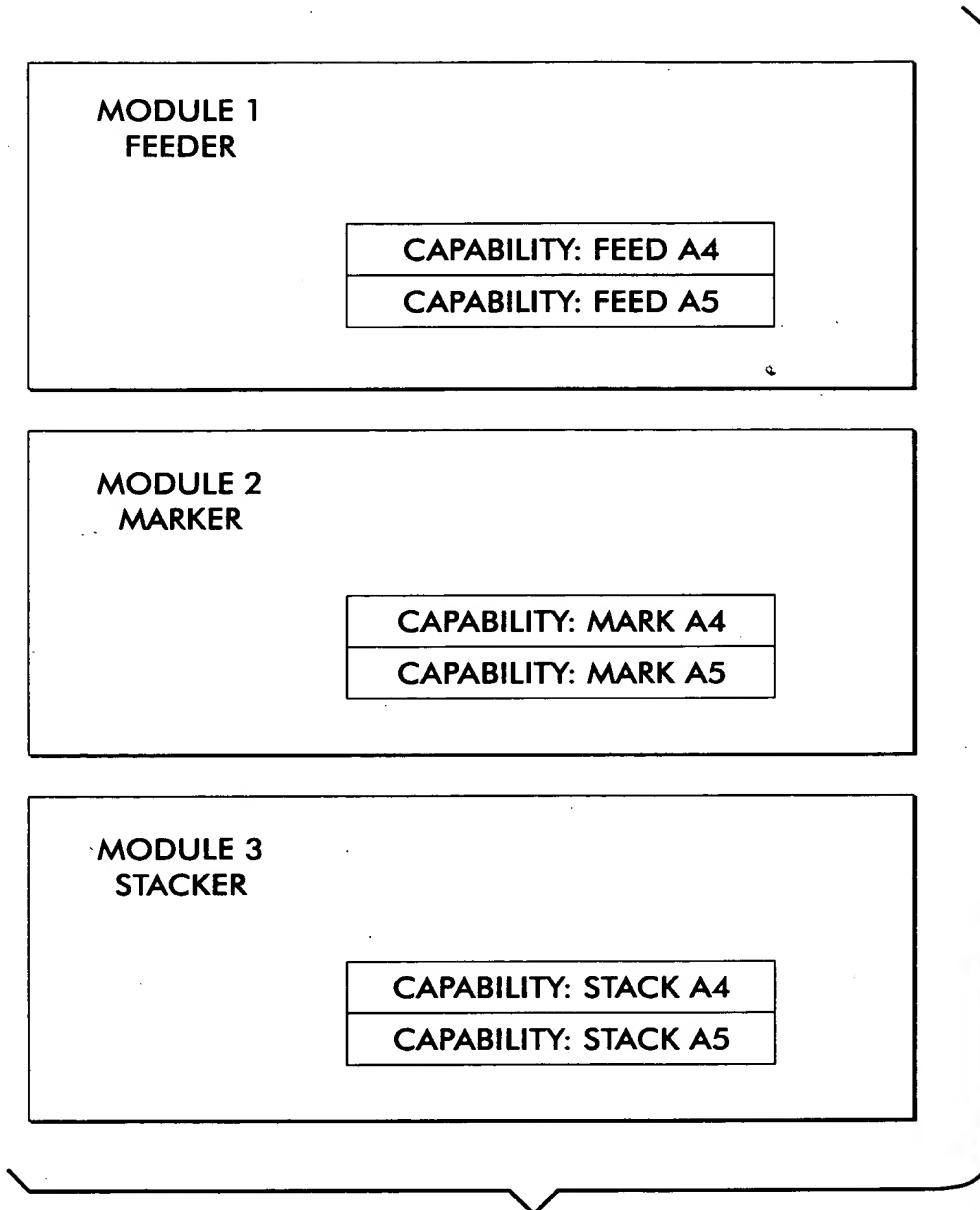 MODULE 1
FEEDER
CAPABILITY: FEED A4
CAPABILITY: FEED A5
MODULE 2
MARKER
CAPABILITY: MARK A4
CAPABILITY: MARK A5
MODULE 3
STACKER
CAPABILITY: STACK A4
CAPABILITY: STACK A5